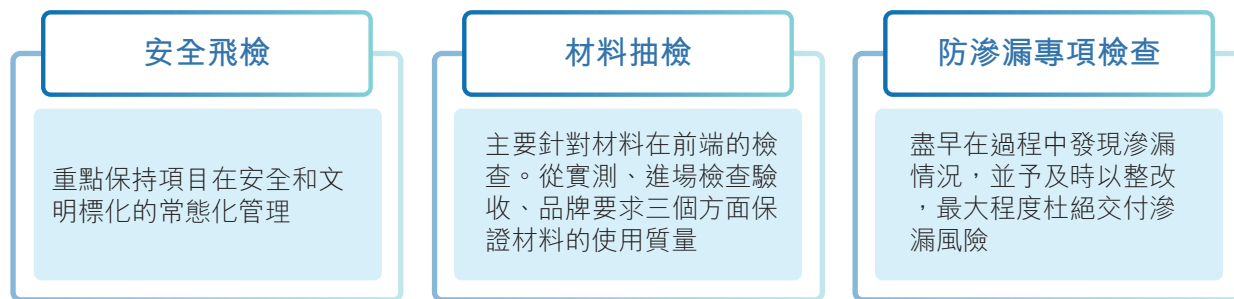 安全飛檢
重點保持項目在安全和文
明標化的常態化管理
材料抽檢
主要針對材料在前端的檢
查。從實測、進場檢查驗
收、品牌要求三個方面保
證材料的使用質量
防滲漏專項檢查
盡早在過程中發現滲漏
情況，並予及時以整改
，最大程度杜絕交付滲
漏風險